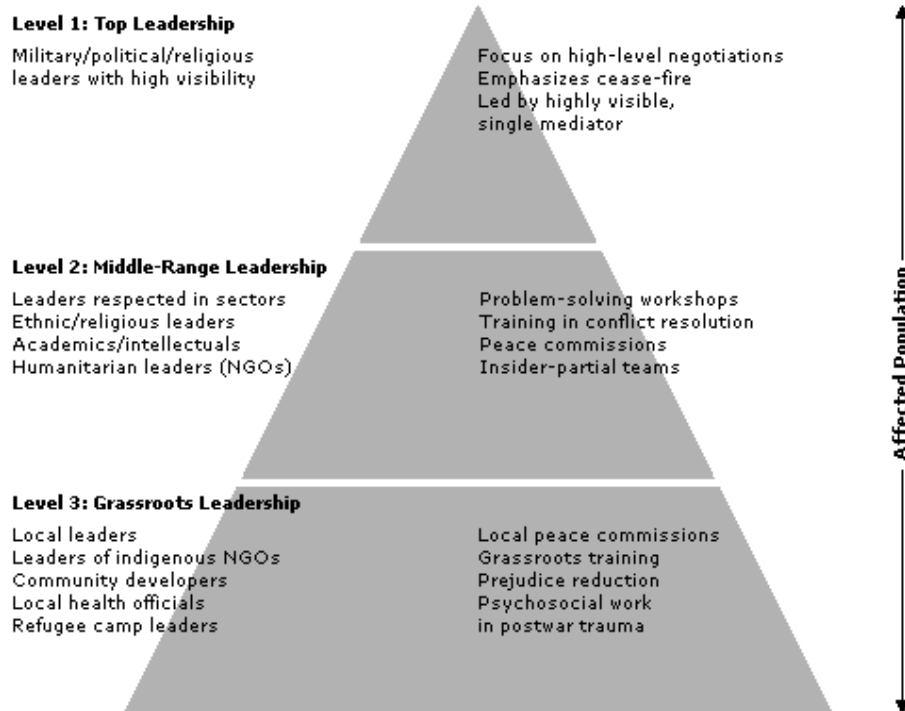 Level 1: Top Leadership
Military/political/religious
leaders with high visibility
Focus on high-level negotiations
Emphasizes cease-fire
Led by highly visible,
single mediator
Level 2: Middle-Range Leadership
Leaders respected in sectors
Ethnic/religious leaders
Academics/intellectuals
Humanitarian leaders (NGOs)
Problem-solving workshops
Training in conflict resolution
Peace commissions
Insider-partial teams
Level 3: Grassroots Leadership
Local leaders
Leaders of indigenous NGOs
Community developers
Local health officials
Refugee camp leaders
Local peace commissions
Grassroots training
Prejudice reduction
Psychosocial work
in postwar trauma
Affected Population